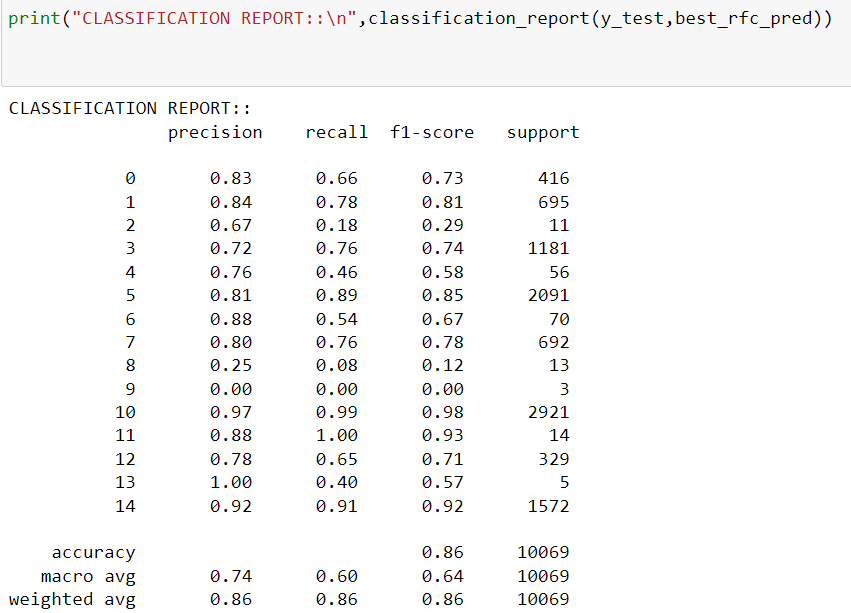 print("CLASSIFICATION REPORT::\n",classification_report(y_test,best_rfc_pred))
CLASSIFICATION REPORT::
precision recall f1-score support
0 0.83 0.66 0.73 416
1 0.84 0.78 0.81 695
2 0.67 0.18 0.29 11
3 0.72 0.76 0.74 1181
4 0.76 0.46 0.58 56
5 0.81 0.89 0.85 2091
6 0.88 0.54 0.67 70
7 0.80 0.76 0.78 692
8 0.25 0.08 0.12 13
9 0.00 0.00 0.00 3
10 0.97 0.99 0.98 2921
11 0.88 1.00 0.93 14
12 0.78 0.65 0.71 329
13 1.00 0.40 0.57 5
14 0.92 0.91 0.92 1572
accuracy 0.86 10069
macro avg 0.74 0.60 0.64 10069
weighted avg 0.86 0.86 0.86 10069